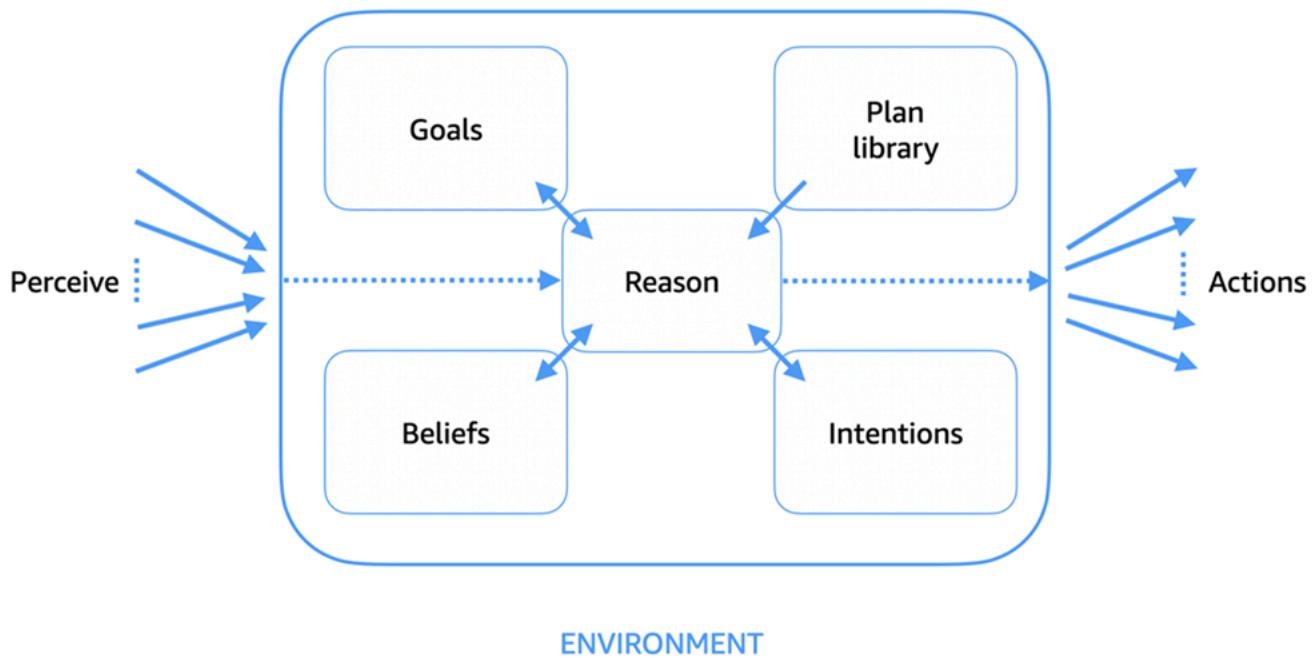 Goals
Plan
library
Perceive
Reason
Actions
Beliefs
Intentions
ENVIRONMENT